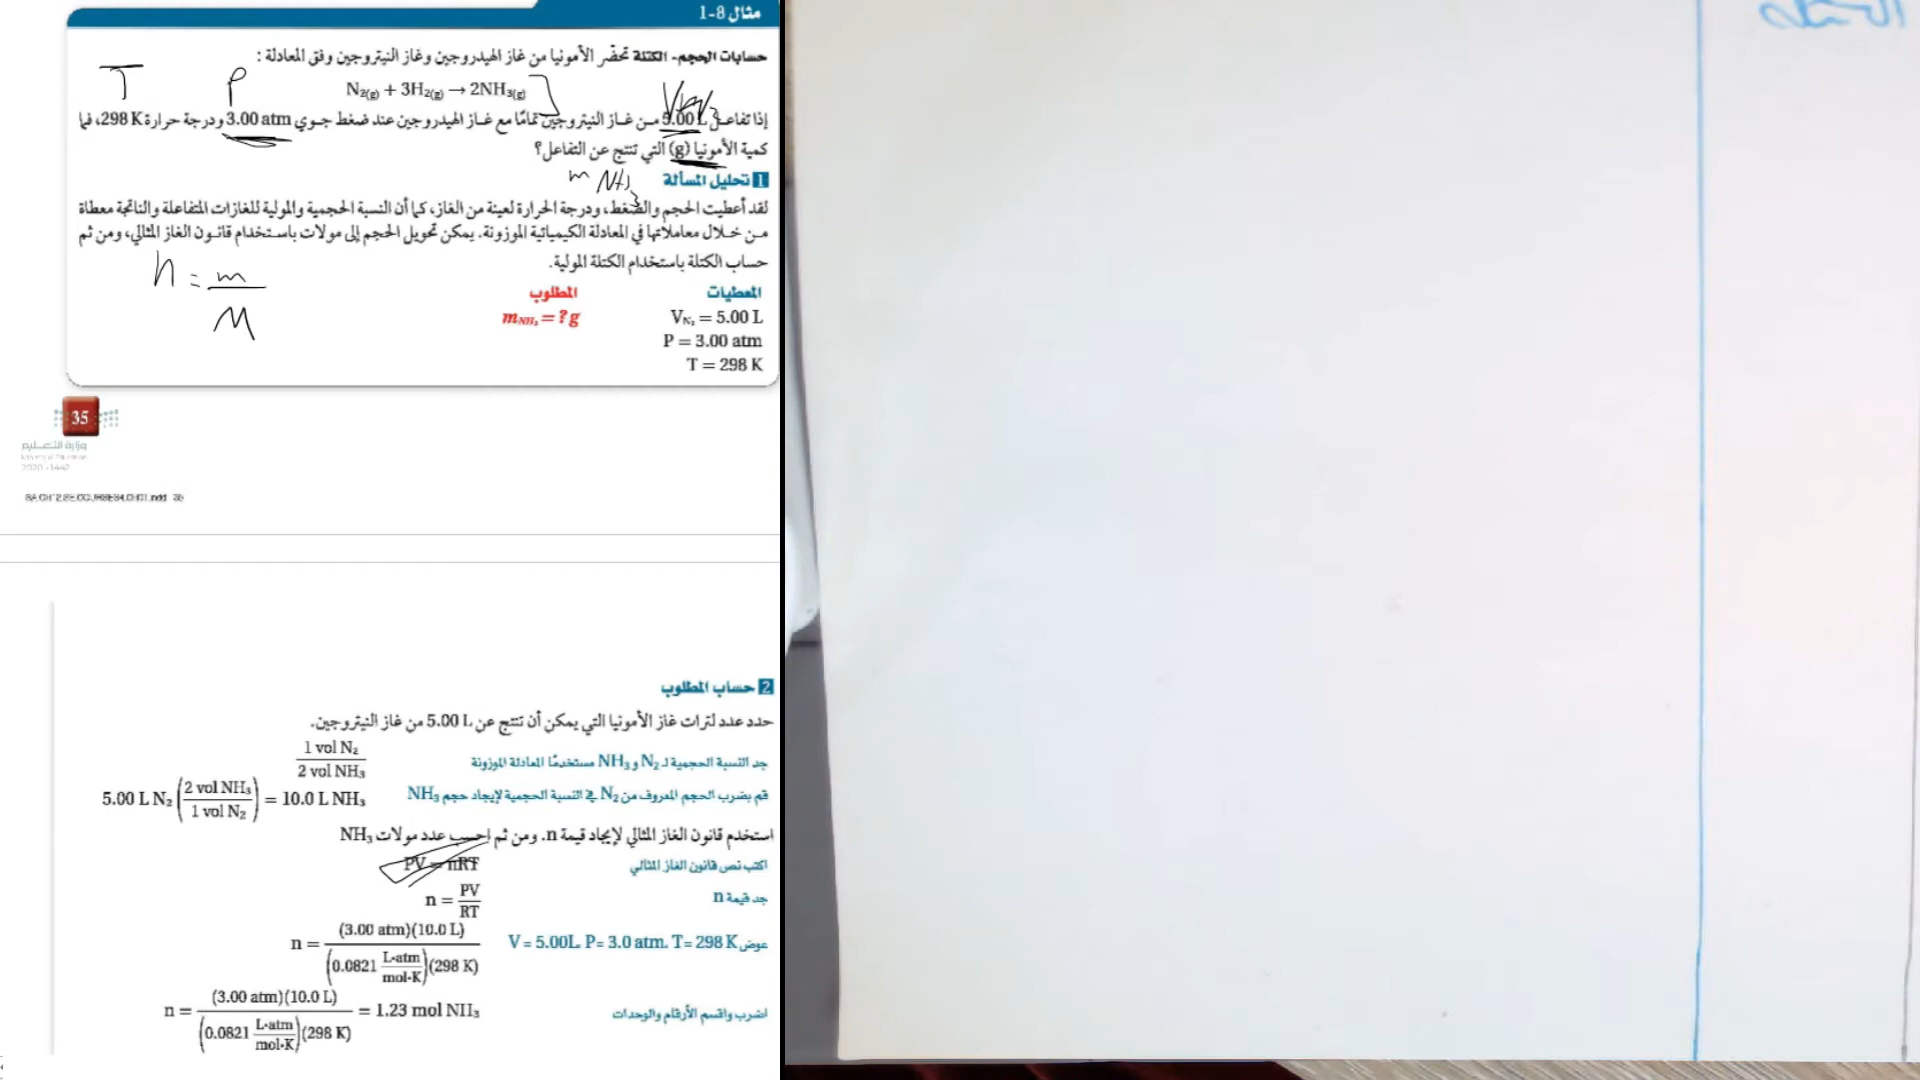 مثال 8-1
حسابات الحجم- الكتلة تحضّر الأمونيا من غاز الهيدروجين وغاز النيتروجين وفق المعادلة :
T P
N₂(g) + 3H₂(g) → 2NH₃(g)
إذا تفاعل 5.00 L من غاز النيتروجين تمامًا مع غاز الهيدروجين عند ضغط جوي 3.00 atm ودرجة حرارة 298 K، فما
كمية الأمونيا (g) التي تنتج عن التفاعل؟
m NH₃
1 تحليل المسألة
لقد أعطيت الحجم والضغط، ودرجة الحرارة لعينة من الغاز، كما أن النسبة الحجمية والمولية للغازات المتفاعلة والناتجة معطاة
من خلال معاملاتها في المعادلة الكيميائية الموزونة. يمكن تحويل الحجم إلى مولات باستخدام قانون الغاز المثالي، ومن ثم
حساب الكتلة باستخدام الكتلة المولية.
n = m / M
المعطيات المطلوب
V_N₂ = 5.00 L m_NH₃ = ? g
P = 3.00 atm
T = 298 K
35
وزارة التعليم
2020 - 1442
2 حساب المطلوب
حدد عدد لترات غاز الأمونيا التي يمكن أن تنتج عن 5.00 L من غاز النيتروجين.
جد النسبة الحجمية لـ N₂ و NH₃ مستخدمًا المعادلة الموزونة 1 vol N₂ / 2 vol NH₃
قم بضرب الحجم المعروف من N₂ في النسبة الحجمية لإيجاد حجم NH₃ 5.00 L N₂ (2 vol NH₃ / 1 vol N₂) = 10.0 L NH₃
استخدم قانون الغاز المثالي لإيجاد قيمة n. ومن ثم احسب عدد مولات NH₃
اكتب نص قانون الغاز المثالي PV = nRT
جد قيمة n n = PV / RT
عوض V = 5.00L. P= 3.0 atm. T= 298 K n = (3.00 atm)(10.0 L) / (0.0821 L·atm / mol·K)(298 K)
اضرب واقسم الأرقام والوحدات n = (3.00 atm)(10.0 L) / (0.0821 L·atm / mol·K)(298 K) = 1.23 mol NH₃